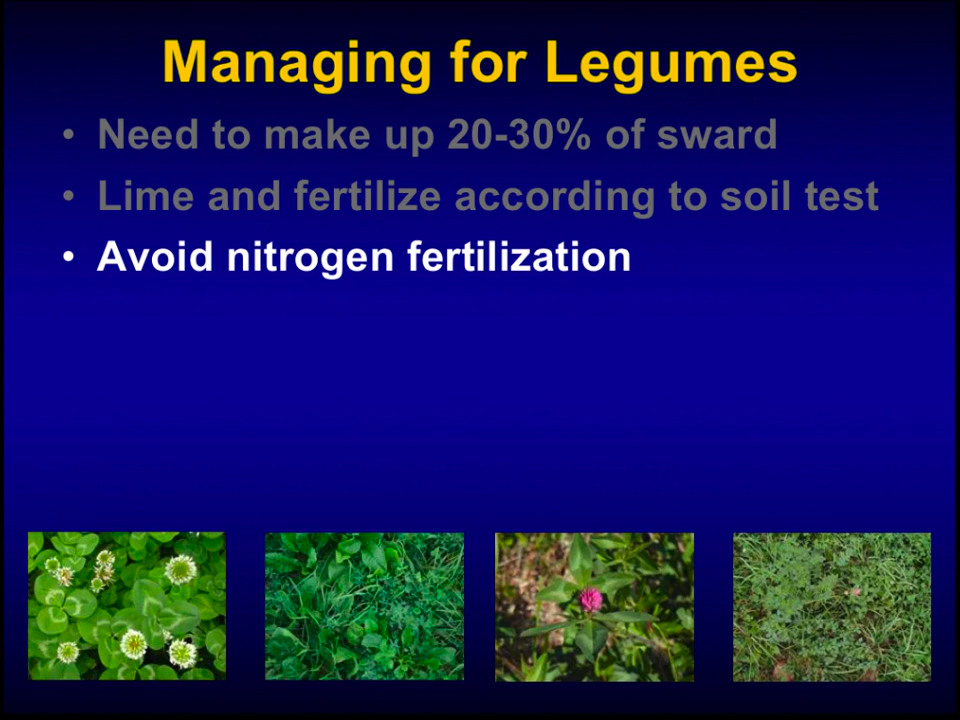 Managing for Legumes
• Need to make up 20-30% of sward
• Lime and fertilize according to soil test
• Avoid nitrogen fertilization